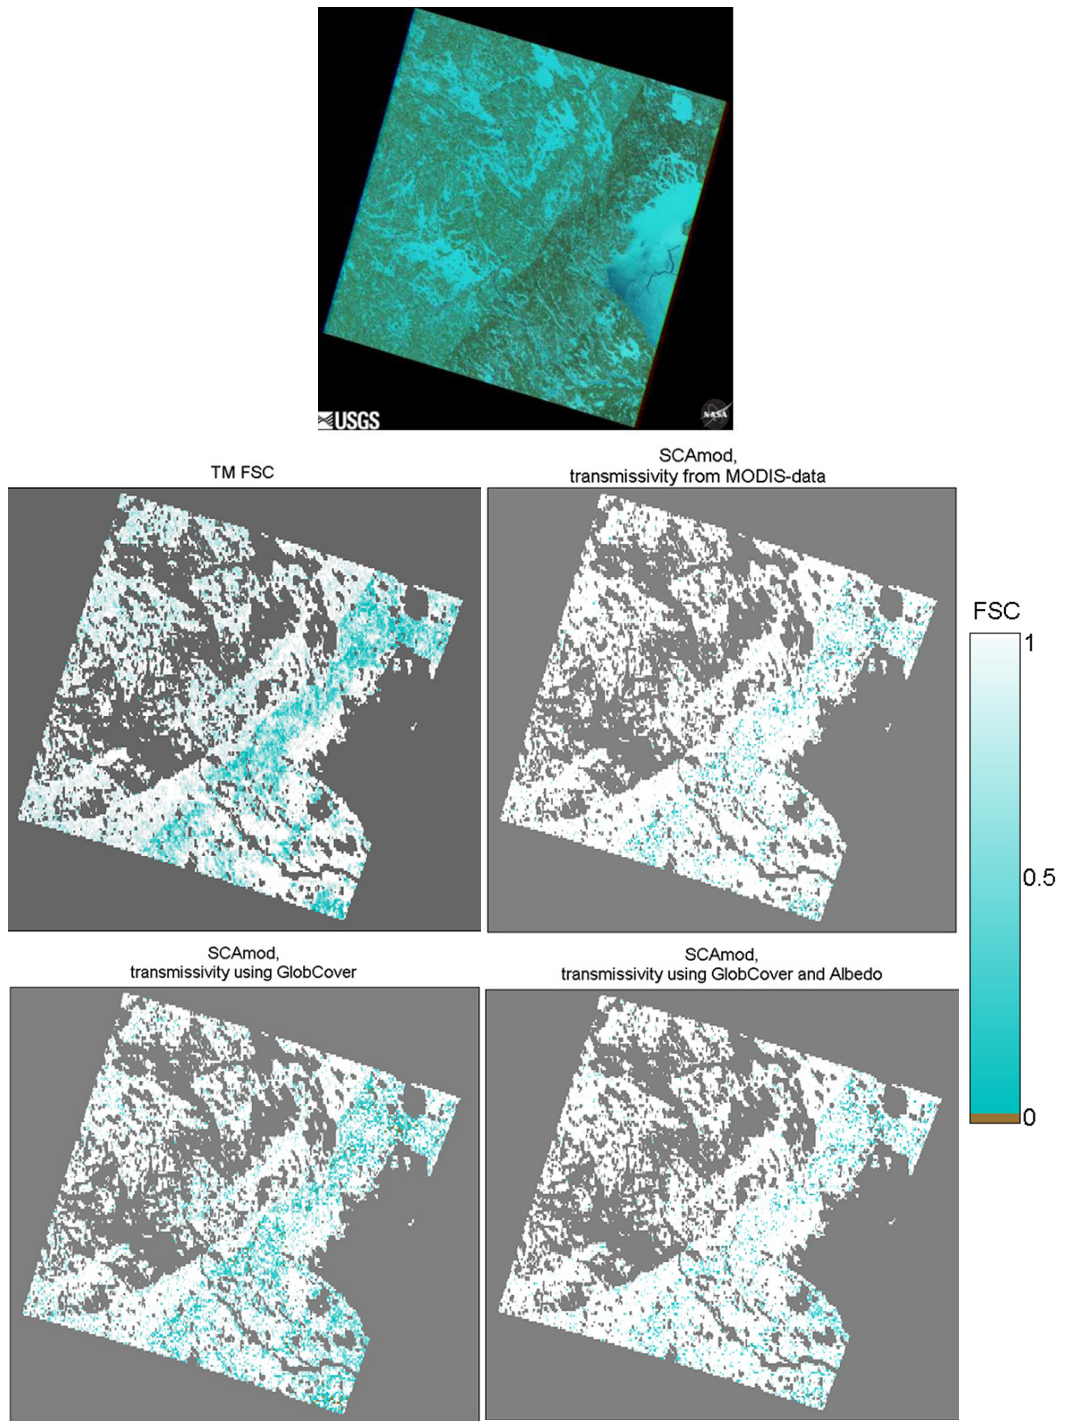 USGS
NASA
TM FSC
SCAmod,
transmissivity from MODIS-data
FSC
1
0.5
0
SCAmod,
transmissivity using GlobCover
SCAmod,
transmissivity using GlobCover and Albedo